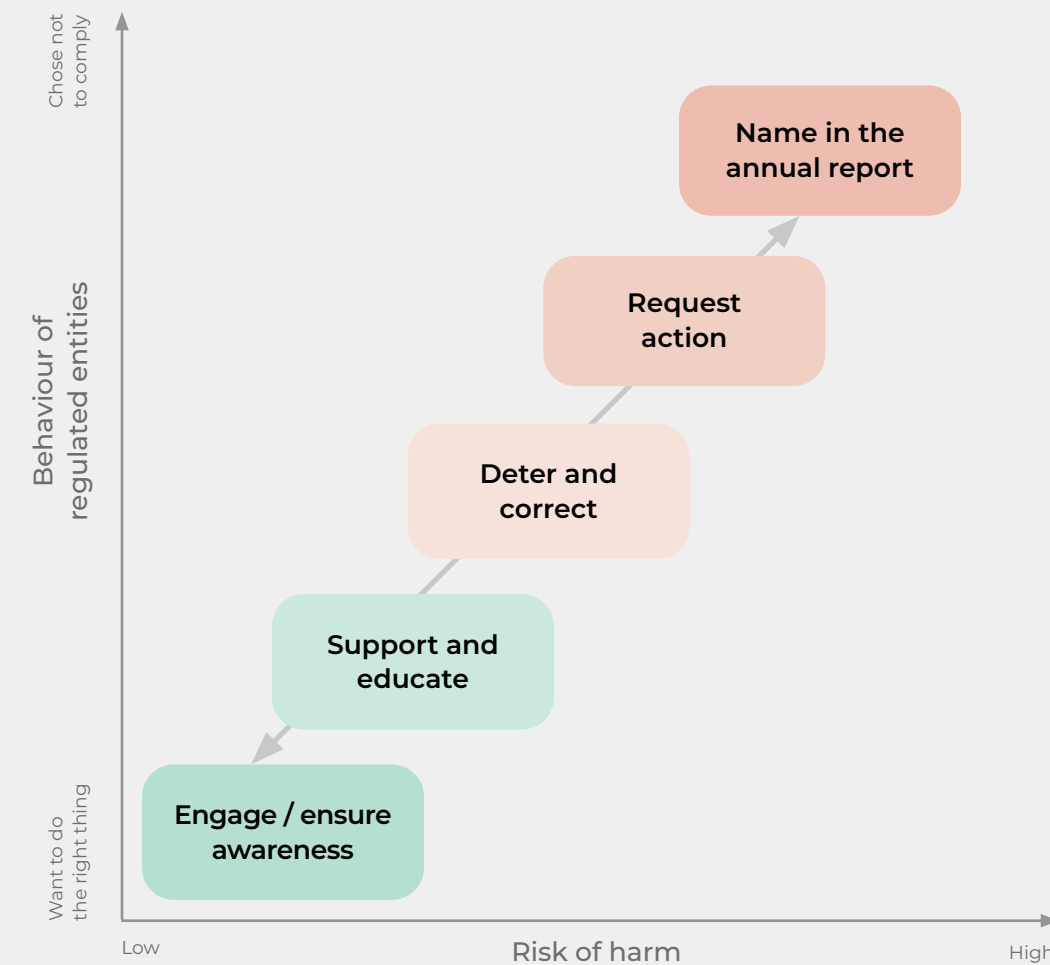 Chose not
to comply
Name in the
annual report
Request
action
Behaviour of
regulated entities
Deter and
correct
Support and
educate
Engage / ensure
awareness
Want to do
the right thing
Low
Risk of harm
High